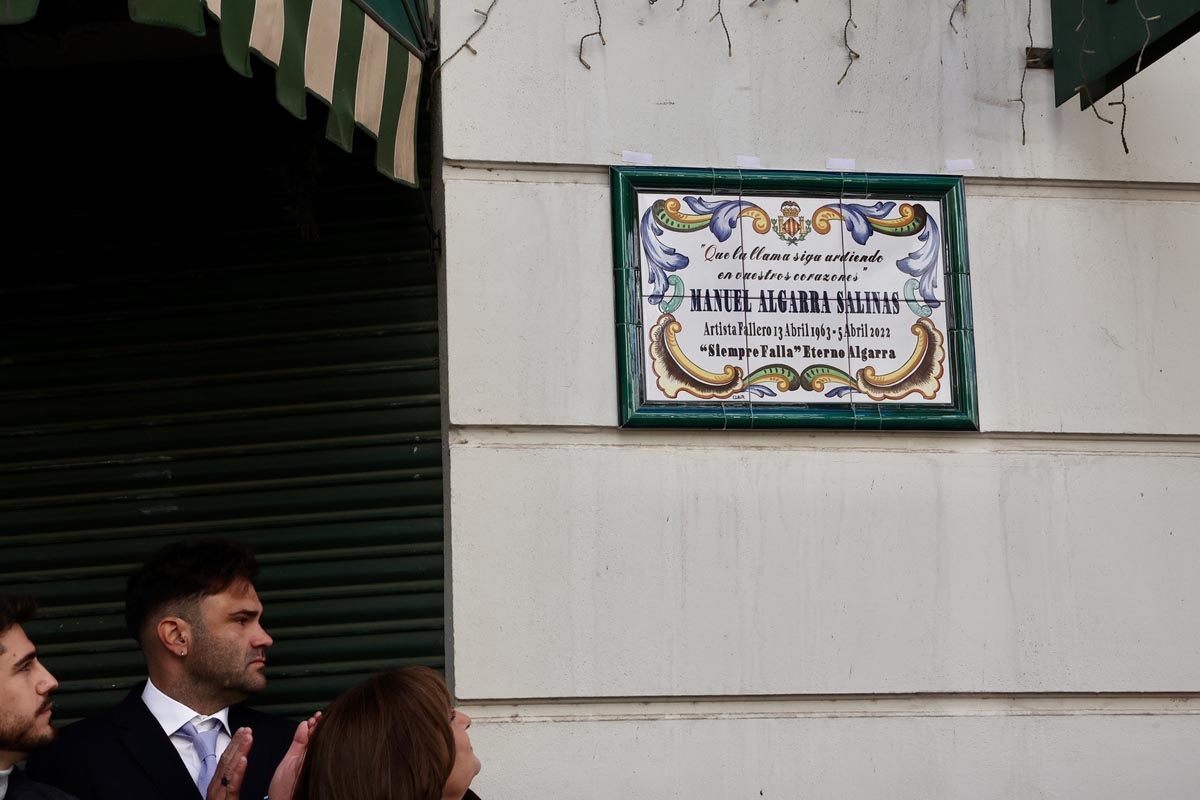 "Que la llama siga ardiendo
en vuestros corazones"
MANUEL ALGARRA SALINAS
Artista Fallero 13 Abril 1963 - 5 Abril 2022
"Siempre Falla" Eterno Algarra